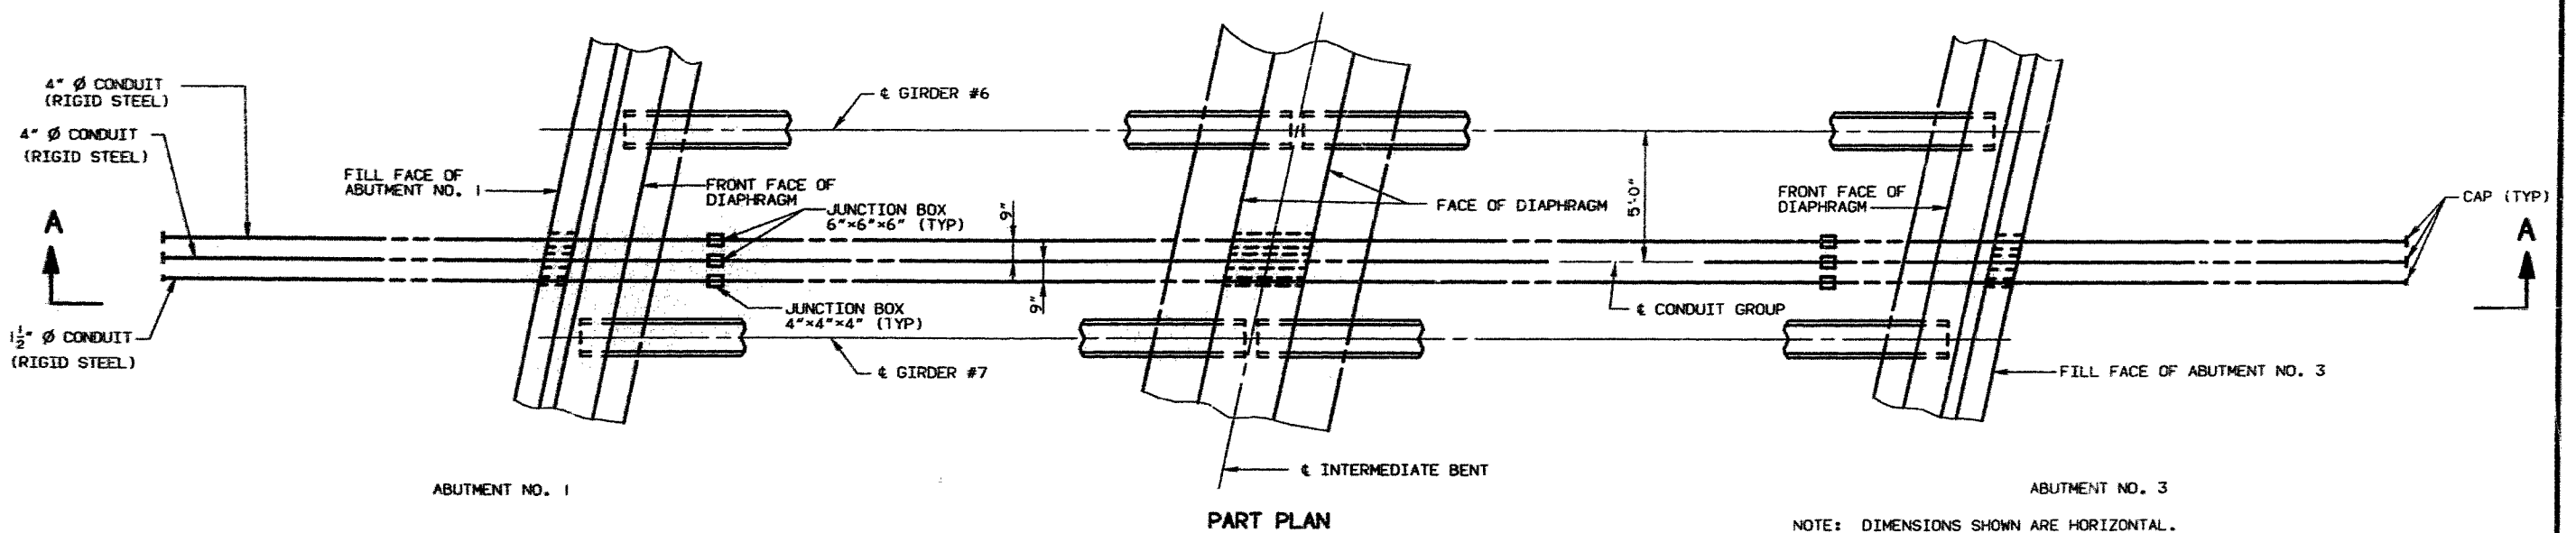 4" Ø CONDUIT
(RIGID STEEL)
4" Ø CONDUIT
(RIGID STEEL)
FILL FACE OF
ABUTMENT NO. 1
A
1½" Ø CONDUIT
(RIGID STEEL)
FRONT FACE OF
DIAPHRAGM
JUNCTION BOX
6"×6"×6" (TYP)
JUNCTION BOX
4"×4"×4" (TYP)
℄ GIRDER #6
℄ GIRDER #7
9"
9"
FACE OF DIAPHRAGM
5'-0"
FRONT FACE OF
DIAPHRAGM
CAP (TYP)
A
℄ CONDUIT GROUP
FILL FACE OF ABUTMENT NO. 3
℄ INTERMEDIATE BENT
ABUTMENT NO. 1
ABUTMENT NO. 3
PART PLAN
NOTE: DIMENSIONS SHOWN ARE HORIZONTAL.